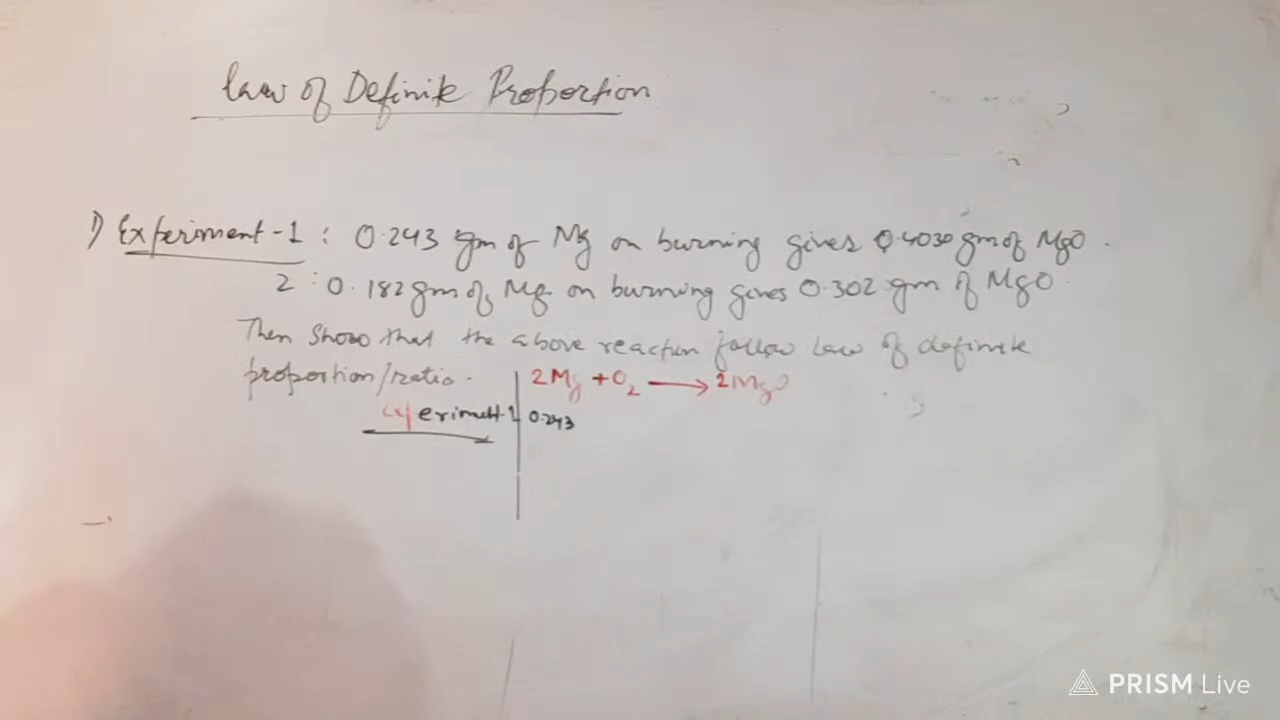 Law of Definite Proportion
1) Experiment-1 : 0.243 gm of Mg on burning gives 0.4030 gm of MgO.
2 : 0.182 gm of Mg on burning gives 0.302 gm of MgO.
Then show that the above reaction follow law of definite
proportion/ratio.
2Mg + O₂ → 2MgO
Experiment-1 0.243
PRISM Live